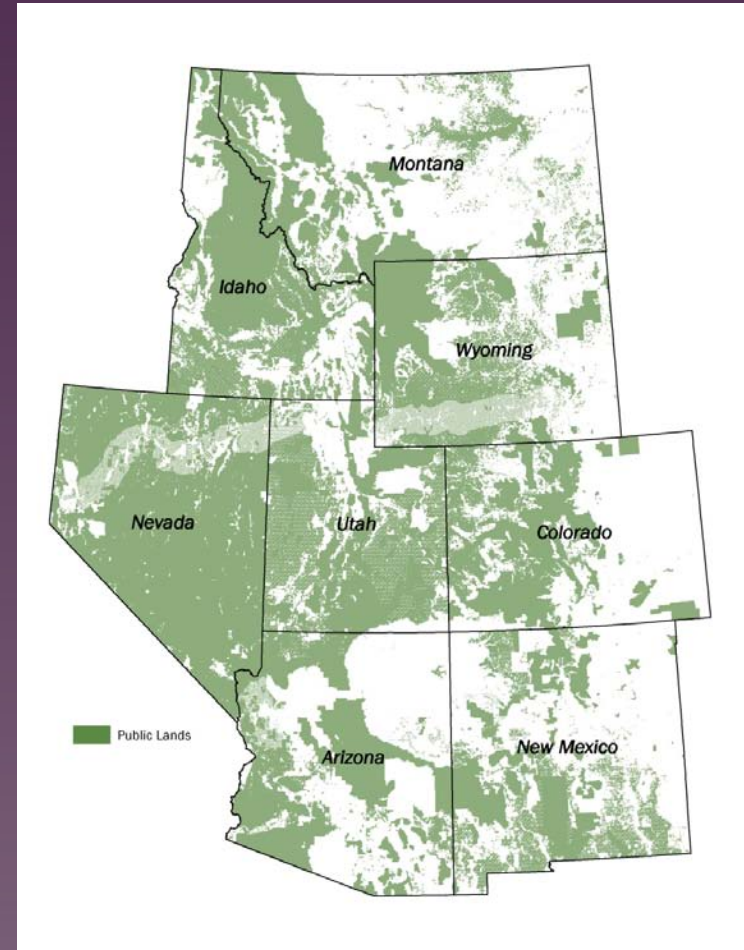 Montana
Idaho
Wyoming
Nevada
Utah
Colorado
Public Lands
Arizona
New Mexico